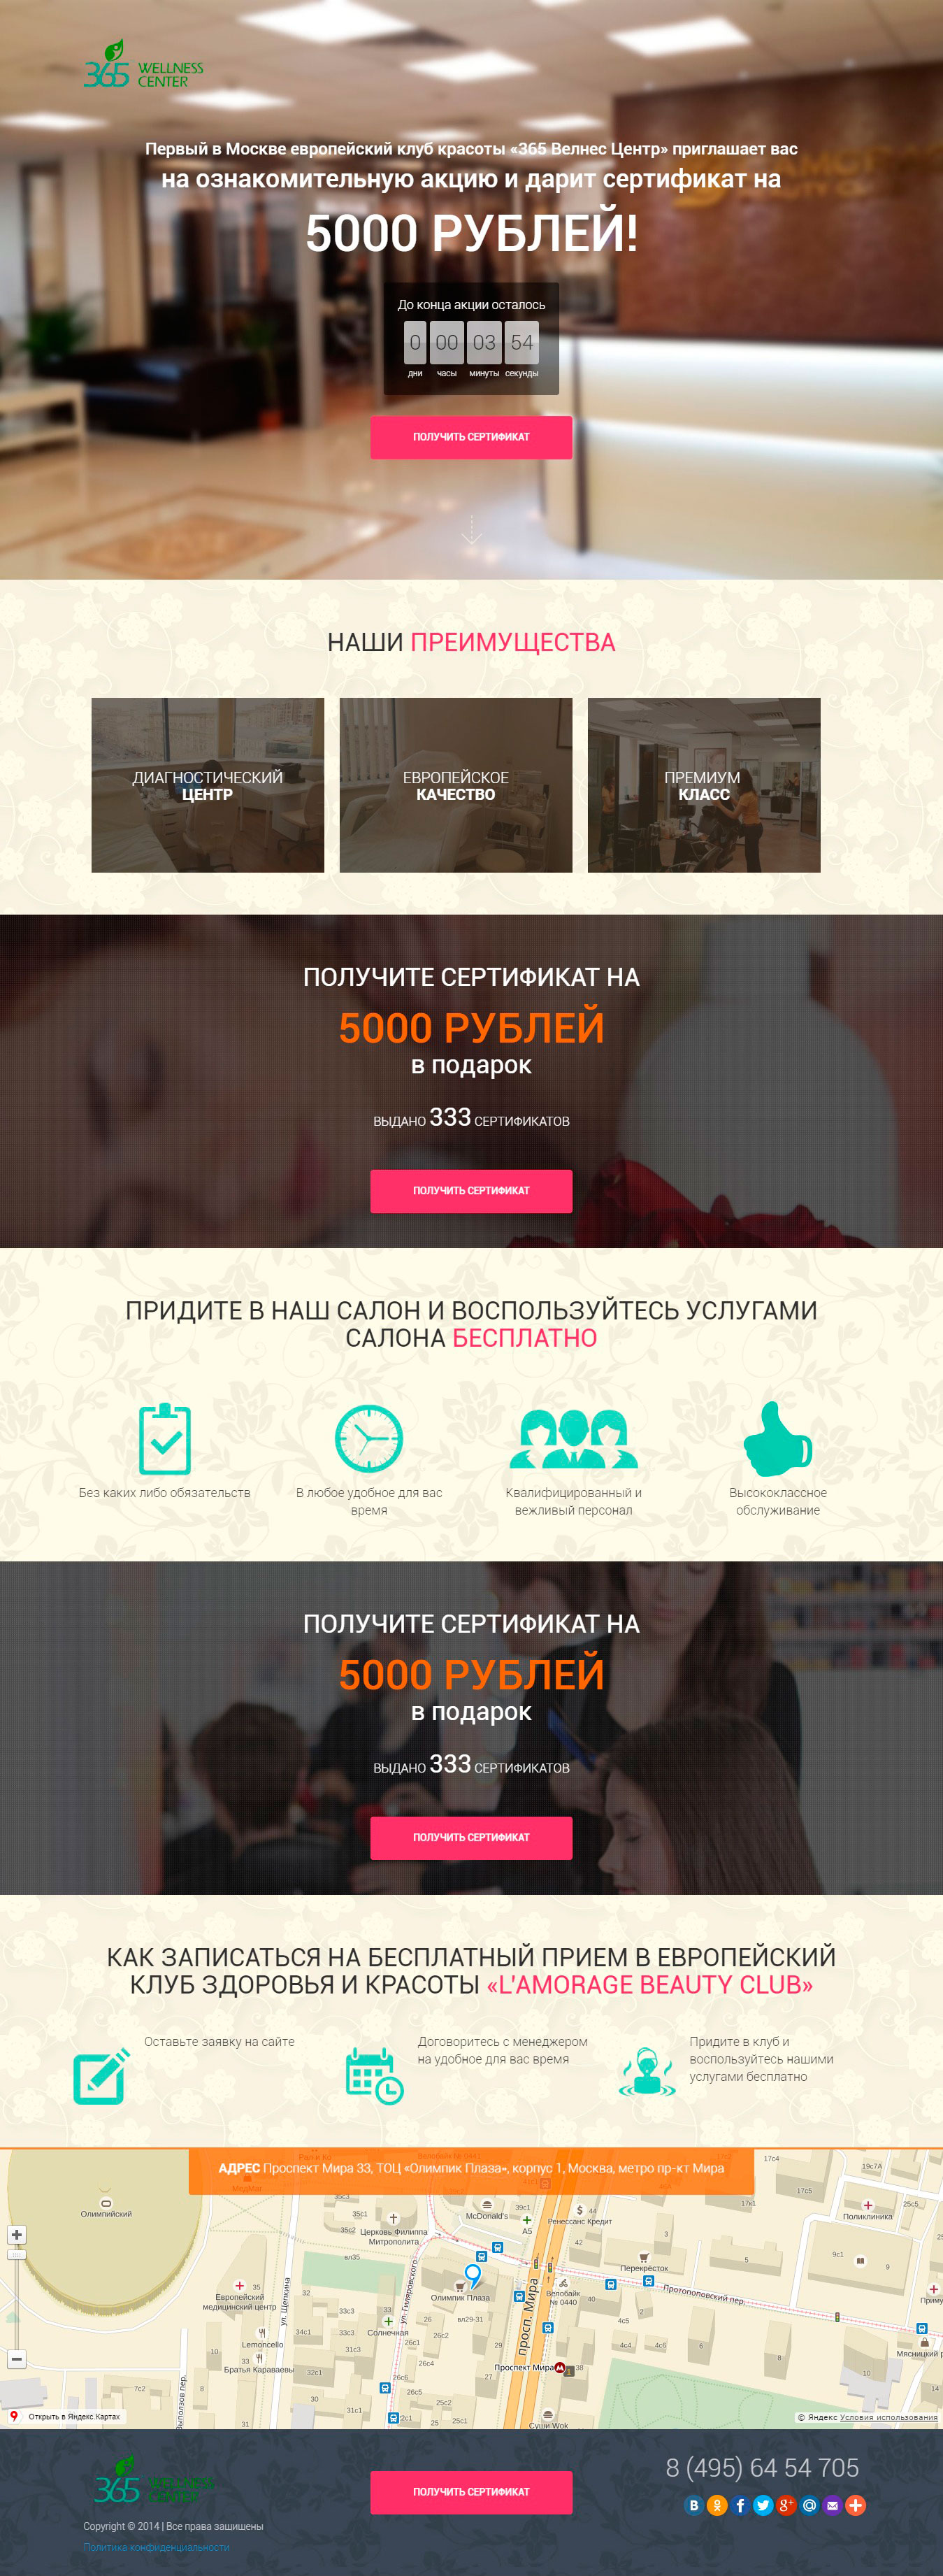 365 WELLNESS
CENTER
Первый в Москве европейский клуб красоты «365 Велнес Центр» приглашает вас
на ознакомительную акцию и дарит сертификат на
5000 РУБЛЕЙ!
До конца акции осталось
0 00 03 54
дни часы минуты секунды
ПОЛУЧИТЬ СЕРТИФИКАТ
НАШИ ПРЕИМУЩЕСТВА
ДИАГНОСТИЧЕСКИЙ
ЦЕНТР
ЕВРОПЕЙСКОЕ
КАЧЕСТВО
ПРЕМИУМ
КЛАСС
ПОЛУЧИТЕ СЕРТИФИКАТ НА
5000 РУБЛЕЙ
в подарок
ВЫДАНО 333 СЕРТИФИКАТОВ
ПОЛУЧИТЬ СЕРТИФИКАТ
ПРИДИТЕ В НАШ САЛОН И ВОСПОЛЬЗУЙТЕСЬ УСЛУГАМИ
САЛОНА БЕСПЛАТНО
Без каких либо обязательств
В любое удобное для вас
время
Квалифицированный и
вежливый персонал
Высококлассное
обслуживание
ПОЛУЧИТЕ СЕРТИФИКАТ НА
5000 РУБЛЕЙ
в подарок
ВЫДАНО 333 СЕРТИФИКАТОВ
ПОЛУЧИТЬ СЕРТИФИКАТ
КАК ЗАПИСАТЬСЯ НА БЕСПЛАТНЫЙ ПРИЕМ В ЕВРОПЕЙСКИЙ
КЛУБ ЗДОРОВЬЯ И КРАСОТЫ «L'AMORAGE BEAUTY CLUB»
Оставьте заявку на сайте
Договоритесь с менеджером
на удобное для вас время
Придите в клуб и
воспользуйтесь нашими
услугами бесплатно
АДРЕС Проспект Мира 33, ТОЦ «Олимпик Плаза», корпус 1, Москва, метро пр-кт Мира
Олимпийский
Церковь Филиппа
Митрополита
McDonald's
А5
Ренессанс Кредит
Поликлиника
Перекрёсток
Протопоповский пер.
Европейский
медицинский центр
ул. Щепкина
ул. Гиляровского
Олимпик Плаза
просп. Мира
Велобайк
№ 0440
Солнечная
Lemoncello
Братья Караваевы
Проспект Мира
Суши Wok
Открыть в Яндекс.Картах
© Яндекс Условия использования
365 WELLNESS
CENTER
Copyright © 2014 | Все права защищены
Политика конфиденциальности
ПОЛУЧИТЬ СЕРТИФИКАТ
8 (495) 64 54 705